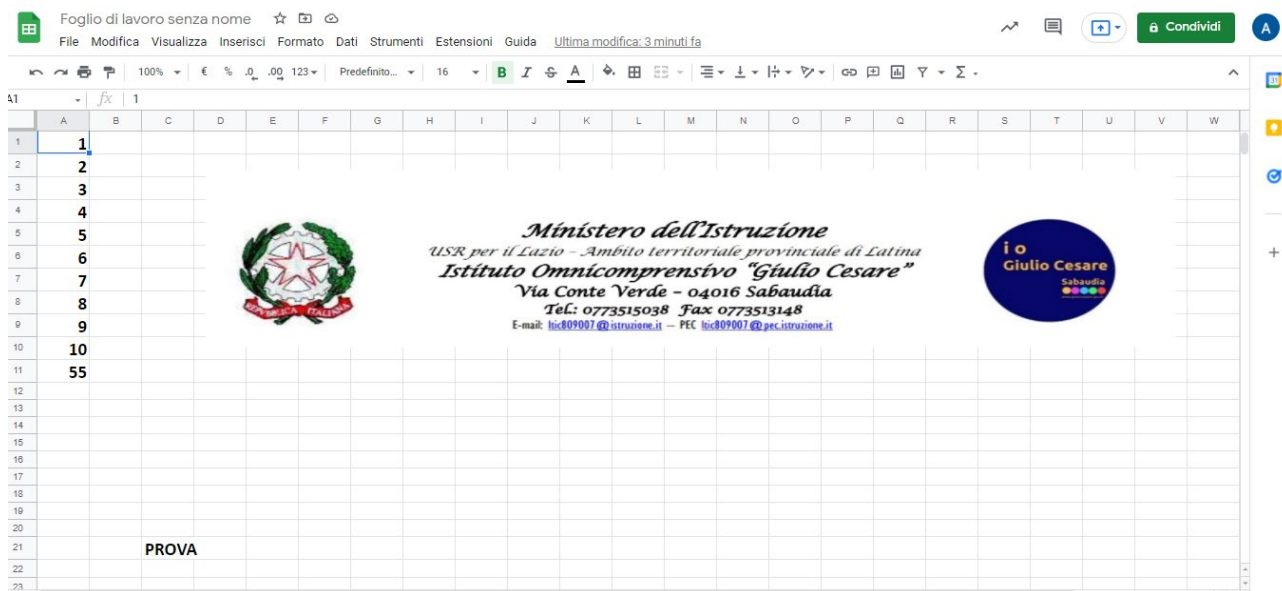 Foglio di lavoro senza nome
File Modifica Visualizza Inserisci Formato Dati Strumenti Estensioni Guida Ultima modifica: 3 minuti fa
Condividi
A
100% € % .0 .00 123 Predefinito... 16 B I S A
A1 fx 1
A B C D E F G H I J K L M N O P Q R S T U V W
1 1
2 2
3 3
4 4
5 5
6 6
7 7
8 8
9 9
10 10
11 55
12
13
14
15
16
17
18
19
20
21 PROVA
22
23
REPUBBLICA ITALIANA
Ministero dell'Istruzione
USR per il Lazio - Ambito territoriale provinciale di Latina
Istituto Omnicomprensivo "Giulio Cesare"
Via Conte Verde - 04016 Sabaudia
Tel.: 0773515038 Fax 0773513148
E-mail: ltic809007@istruzione.it — PEC ltic809007@pec.istruzione.it
i o
Giulio Cesare
Sabaudia
31